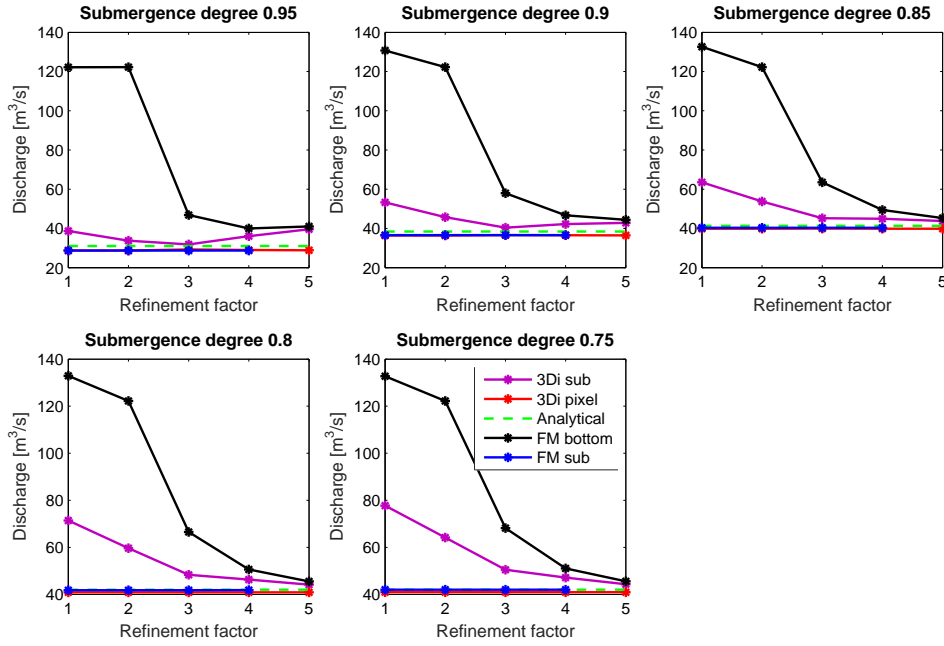 Submergence degree 0.95
140
120
100
80
60
40
20
Discharge [m³/s]
1 2 3 4 5
Refinement factor
Submergence degree 0.9
140
120
100
80
60
40
20
Discharge [m³/s]
1 2 3 4 5
Refinement factor
Submergence degree 0.85
140
120
100
80
60
40
20
Discharge [m³/s]
1 2 3 4 5
Refinement factor
Submergence degree 0.8
140
120
100
80
60
40
Discharge [m³/s]
1 2 3 4 5
Refinement factor
Submergence degree 0.75
140
120
100
80
60
40
Discharge [m³/s]
1 2 3 4 5
Refinement factor
3Di sub
3Di pixel
Analytical
FM bottom
FM sub